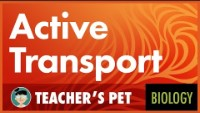 Active
Transport
TEACHER'S PET
BIOLOGY